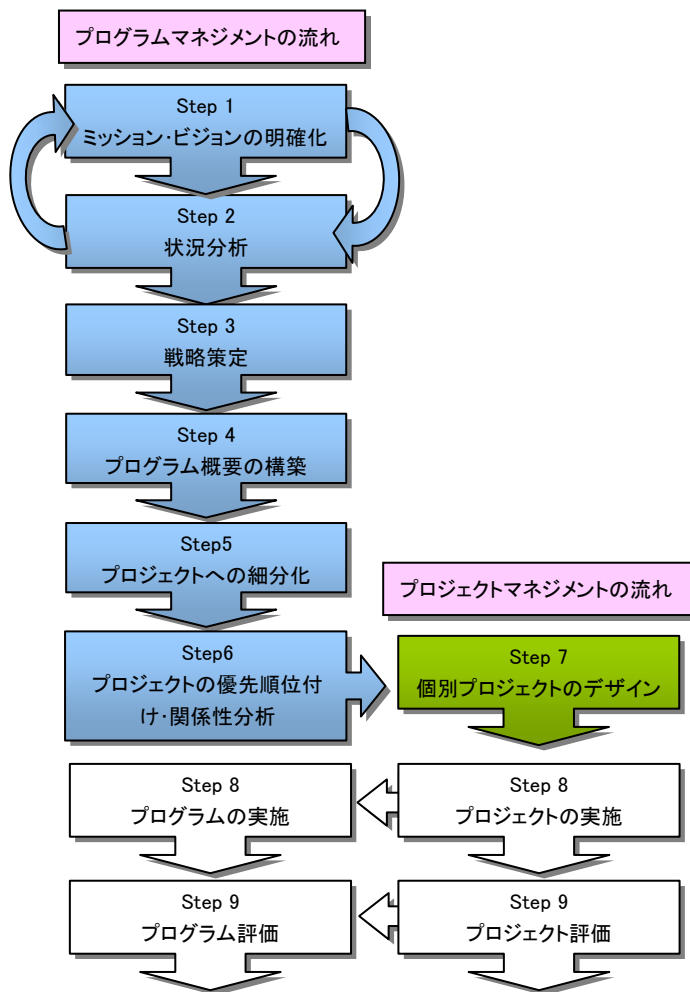 プログラムマネジメントの流れ
Step 1
ミッション・ビジョンの明確化
Step 2
状況分析
Step 3
戦略策定
Step 4
プログラム概要の構築
Step5
プロジェクトへの細分化
Step6
プロジェクトの優先順位付
け・関係性分析
プロジェクトマネジメントの流れ
Step 7
個別プロジェクトのデザイン
Step 8
プログラムの実施
Step 8
プロジェクトの実施
Step 9
プログラム評価
Step 9
プロジェクト評価